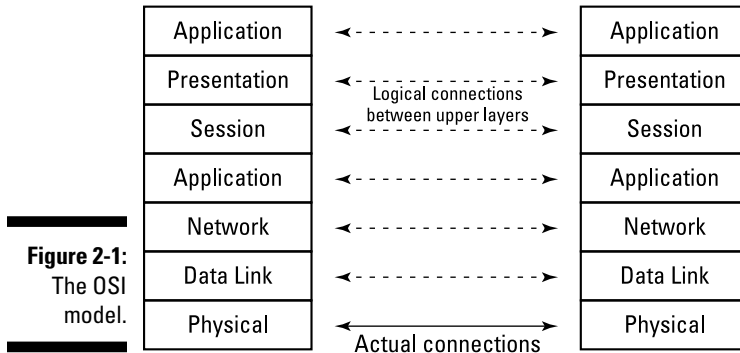 Application
Application
Presentation
Presentation
Logical connections
between upper layers
Session
Session
Application
Application
Network
Network
Figure 2-1:
The OSI
model.
Data Link
Data Link
Physical
Physical
Actual connections